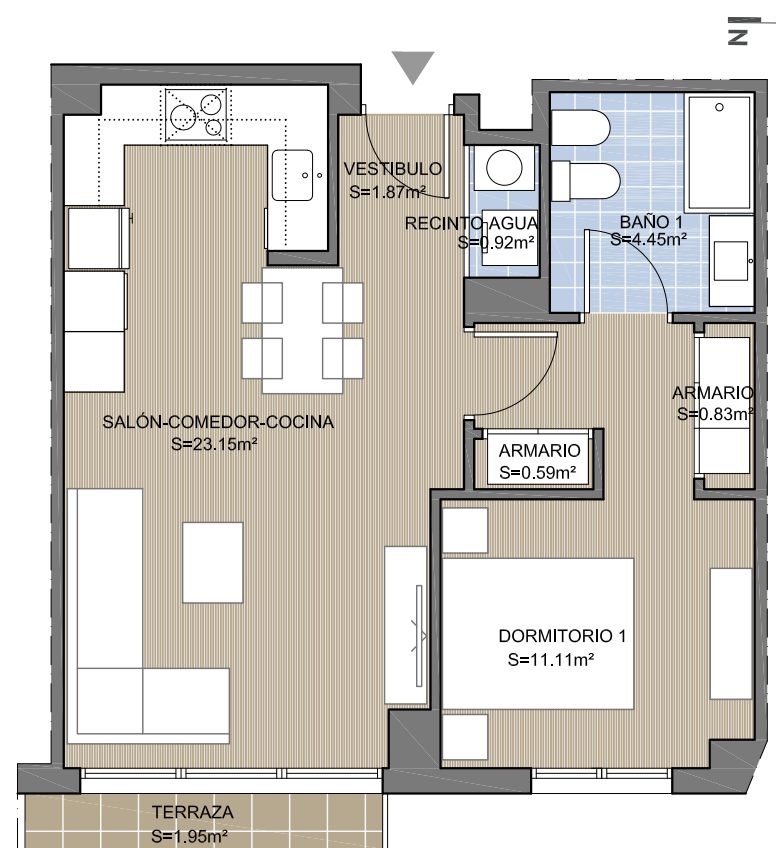 N
VESTIBULO
S=1.87m²
RECINTO AGUA
S=0.92m²
BAÑO 1
S=4.45m²
SALÓN-COMEDOR-COCINA
S=23.15m²
ARMARIO
S=0.83m²
ARMARIO
S=0.59m²
DORMITORIO 1
S=11.11m²
TERRAZA
S=1.95m²